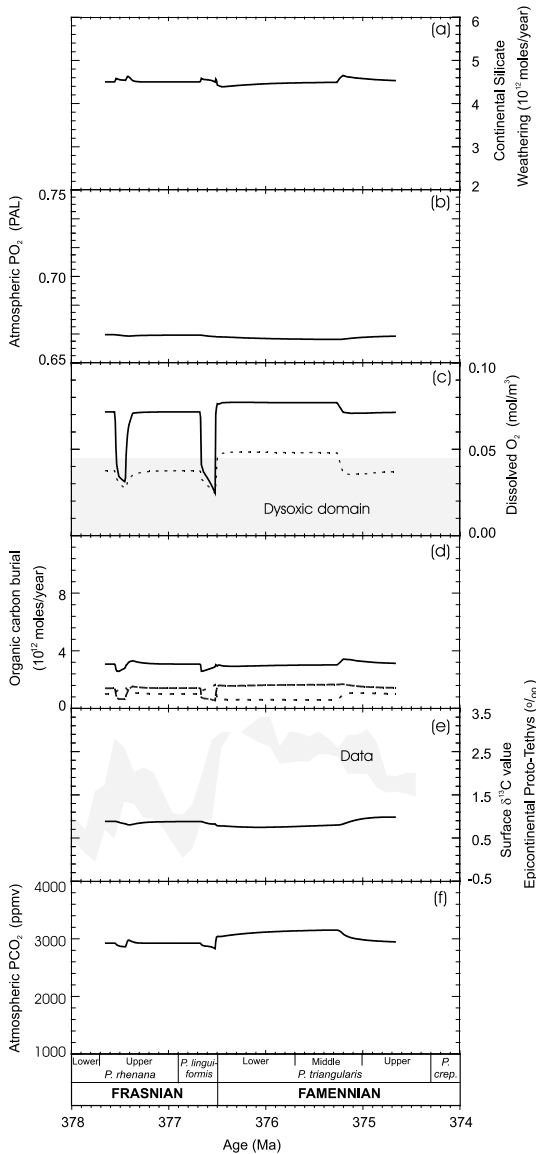 6
(a)
5
4
3
2
Continental Silicate
Weathering (10¹² moles/year)
0.75
(b)
0.70
0.65
Atmospheric PO₂ (PAL)
0.10
(c)
0.05
Dysoxic domain
0.00
Dissolved O₂ (mol/m³)
(d)
8
4
0
Organic carbon burial
(10¹² moles/year)
3.5
(e)
Data
2.5
1.5
0.5
-0.5
Surface δ¹³C value
Epicontinental Proto-Tethys (°/₀₀)
4000
(f)
3000
2000
1000
Atmospheric PCO₂ (ppmv)
Lower Upper P. lingui- Lower Middle Upper P.
P. rhenana formis P. triangularis crep.
FRASNIAN FAMENNIAN
378 377 376 375 374
Age (Ma)